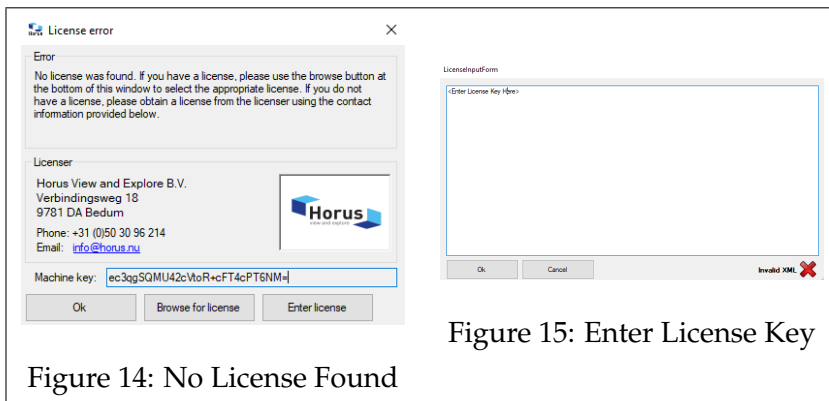 License error
Error
No license was found. If you have a license, please use the browse button at
the bottom of this window to select the appropriate license. If you do not
have a license, please obtain a license from the licenser using the contact
information provided below.
Licenser
Horus View and Explore B.V.
Verbindingsweg 18
9781 DA Bedum
Phone: +31 (0)50 30 96 214
Email: info@horus.nu
Horus
view and explore
Machine key: ec3qgSQMU42cVtoR+cFT4cPT6NM=
Ok Browse for license Enter license
Figure 14: No License Found
LicenseInputForm
<Enter License Key Here>
Ok Cancel Invalid XML
Figure 15: Enter License Key